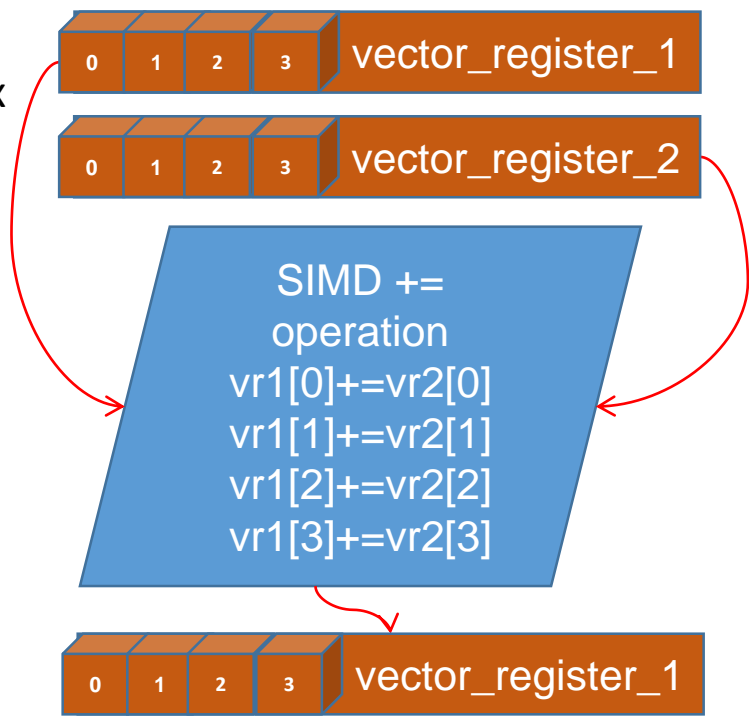 0 1 2 3 vector_register_1
x
0 1 2 3 vector_register_2
SIMD +=
operation
vr1[0]+=vr2[0]
vr1[1]+=vr2[1]
vr1[2]+=vr2[2]
vr1[3]+=vr2[3]
0 1 2 3 vector_register_1